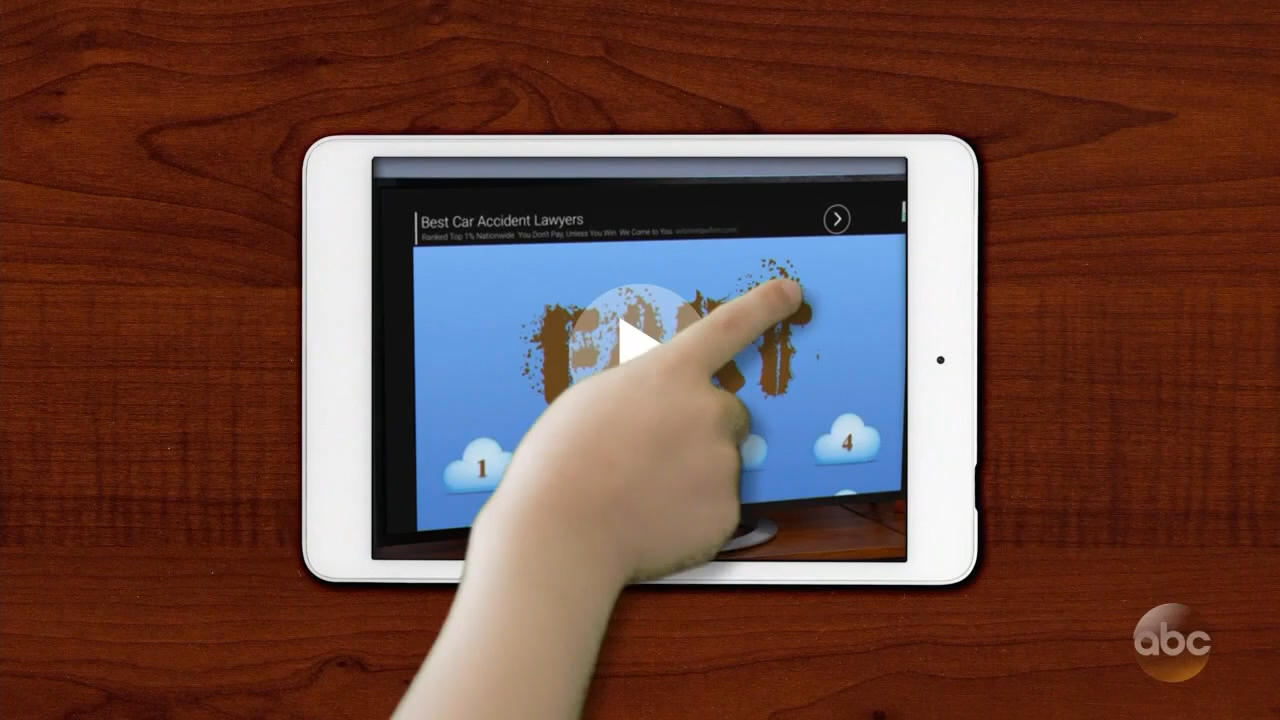 Best Car Accident Lawyers
Ranked Top 1% Nationwide. You Don't Pay, Unless You Win. We Come to You.
FART
1
4
abc